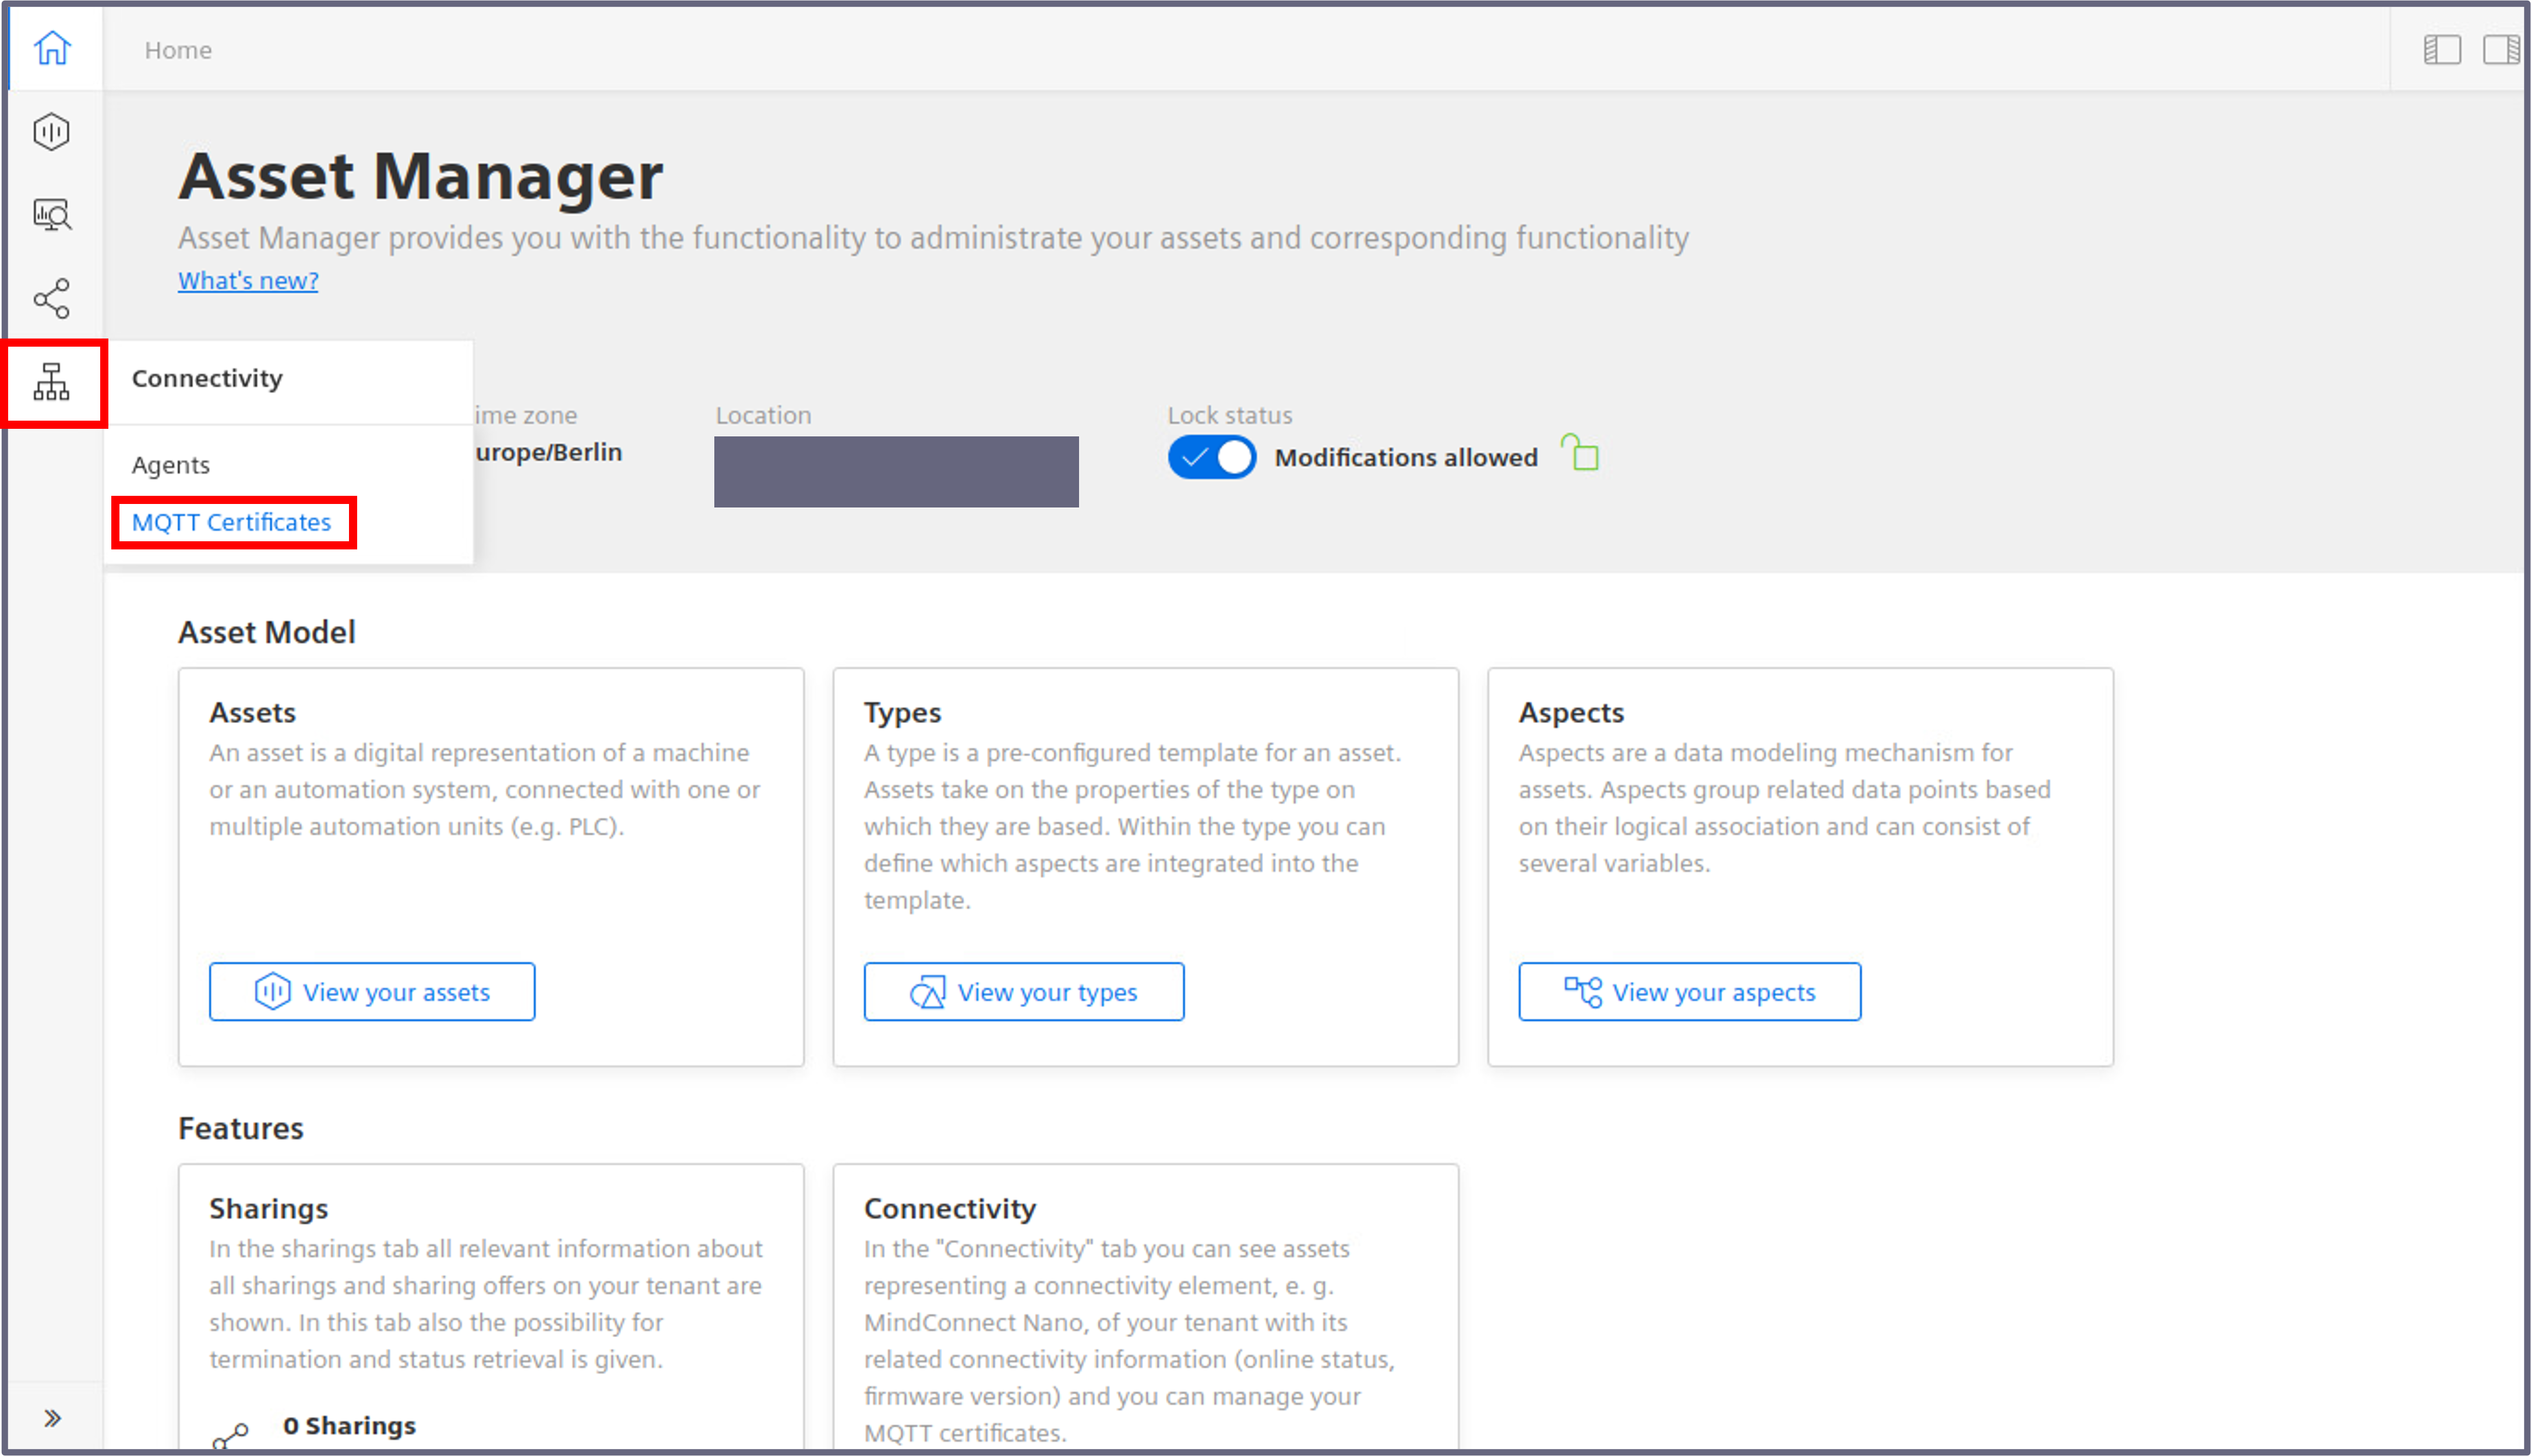 Home
Asset Manager
Asset Manager provides you with the functionality to administrate your assets and corresponding functionality
What's new?
Connectivity
Agents
MQTT Certificates
ime zone
urope/Berlin
Location
Lock status
Modifications allowed
Asset Model
Assets
An asset is a digital representation of a machine
or an automation system, connected with one or
multiple automation units (e.g. PLC).
View your assets
Types
A type is a pre-configured template for an asset.
Assets take on the properties of the type on
which they are based. Within the type you can
define which aspects are integrated into the
template.
View your types
Aspects
Aspects are a data modeling mechanism for
assets. Aspects group related data points based
on their logical association and can consist of
several variables.
View your aspects
Features
Sharings
In the sharings tab all relevant information about
all sharings and sharing offers on your tenant are
shown. In this tab also the possibility for
termination and status retrieval is given.
0 Sharings
Connectivity
In the "Connectivity" tab you can see assets
representing a connectivity element, e. g.
MindConnect Nano, of your tenant with its
related connectivity information (online status,
firmware version) and you can manage your
MQTT certificates.